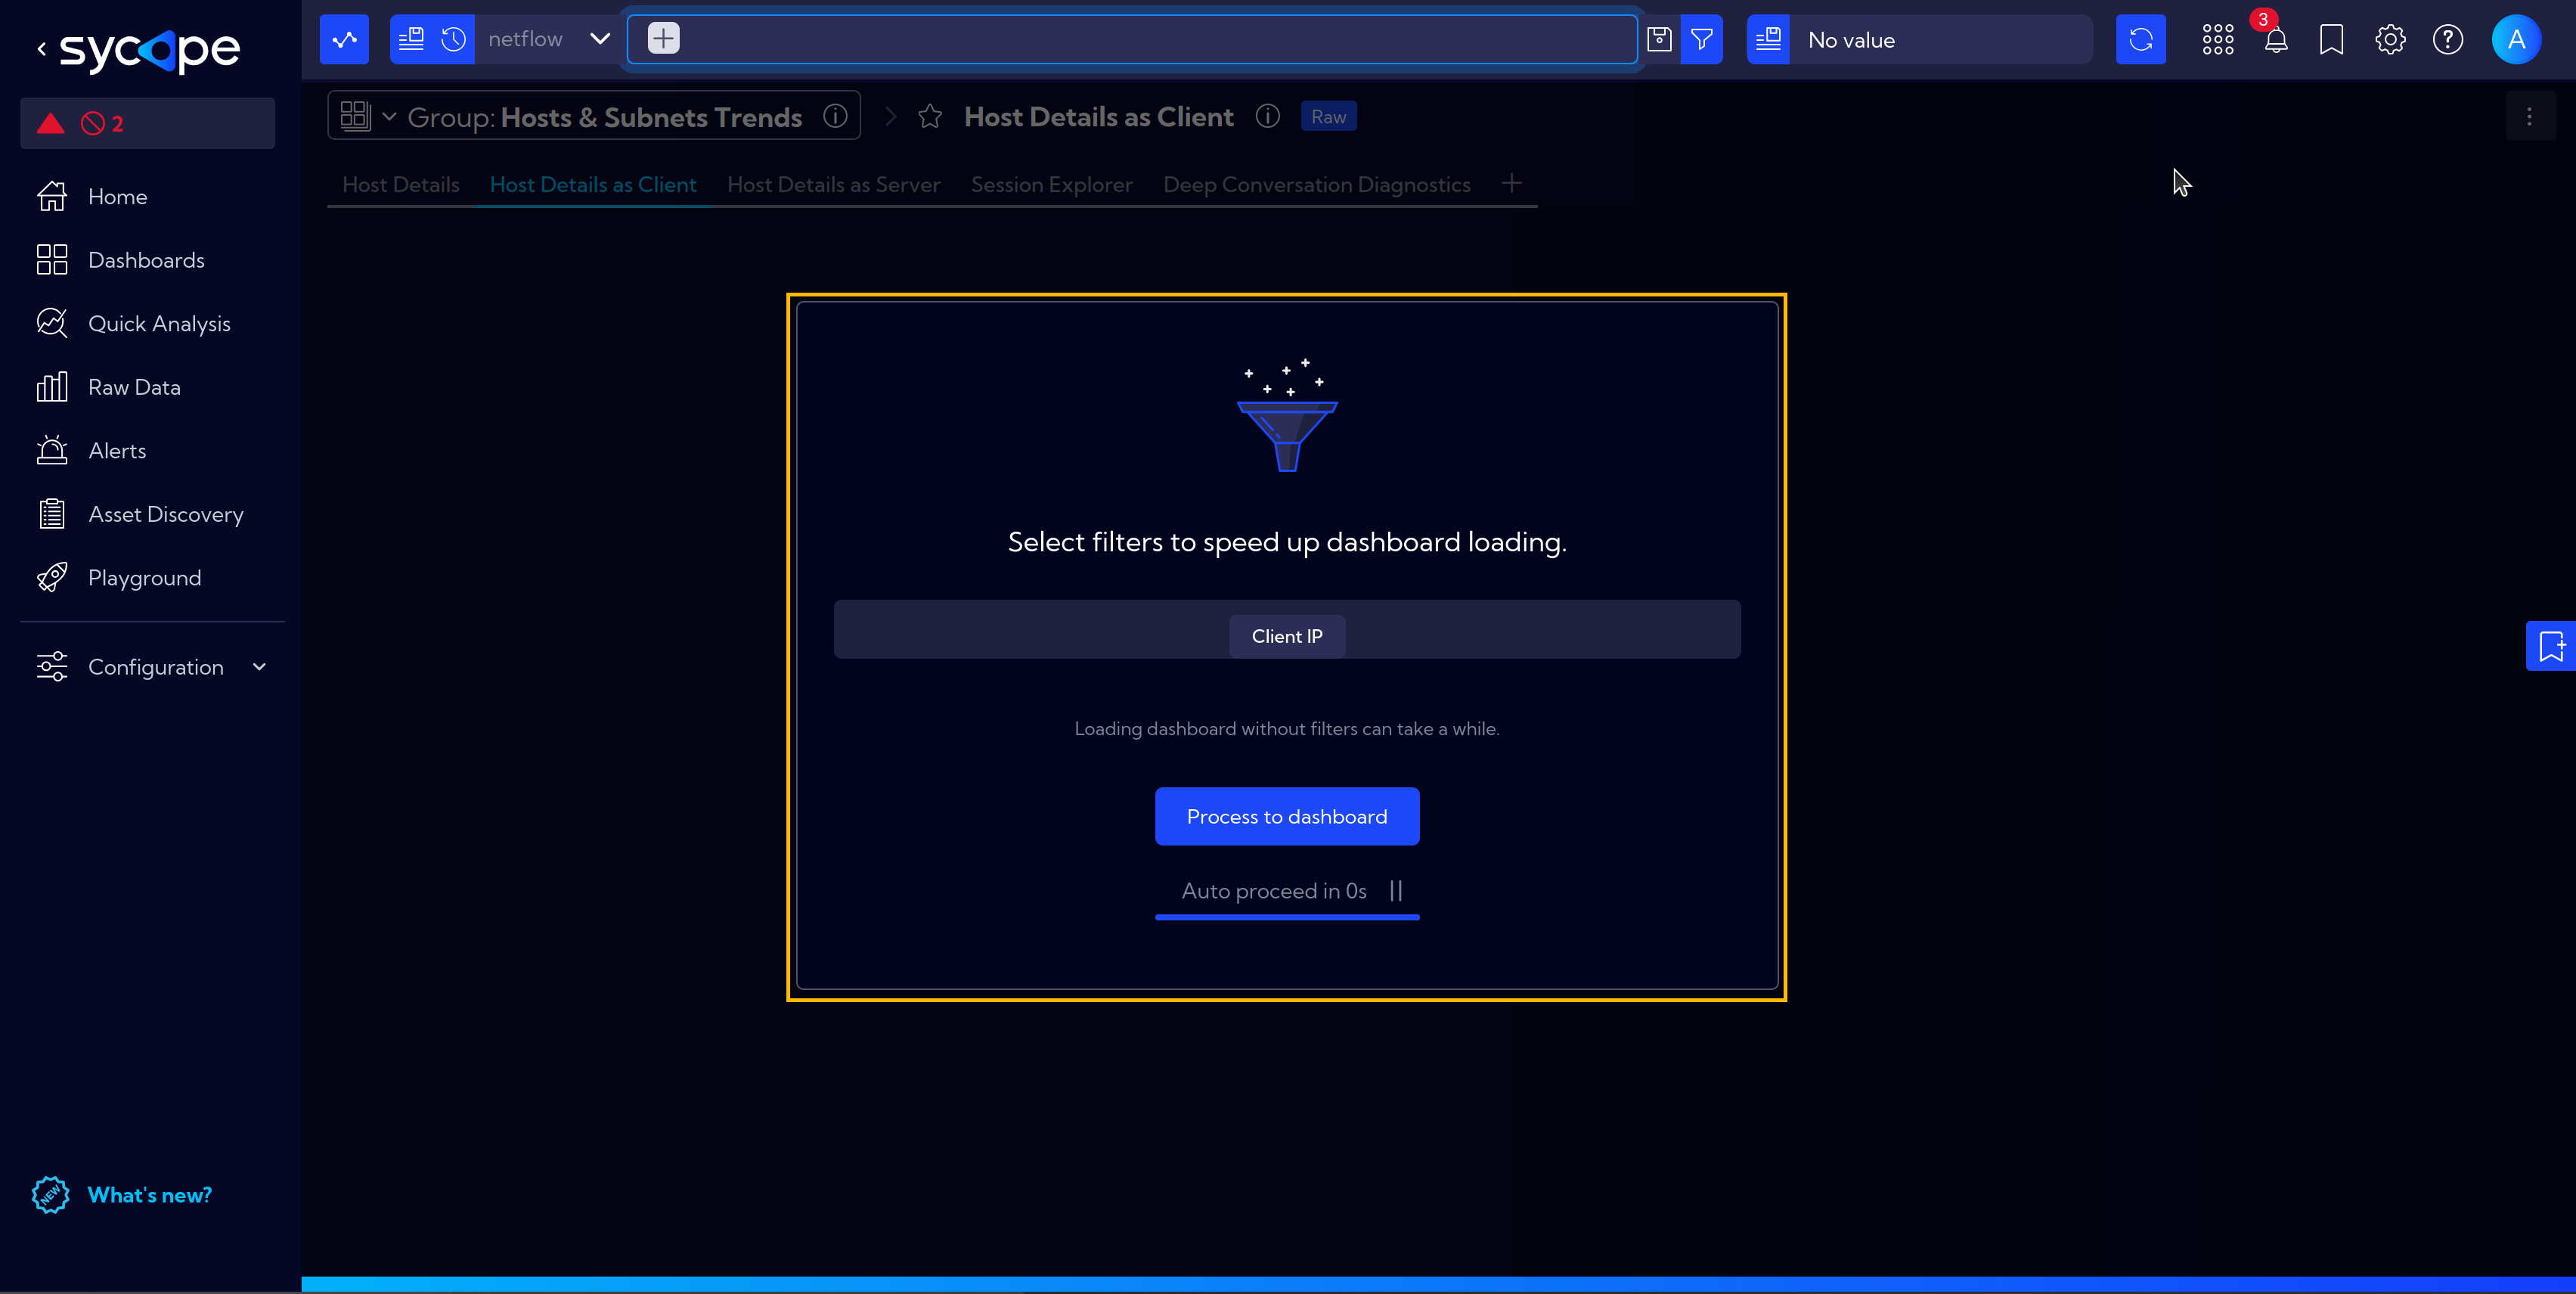 sycope
netflow
No value
3
A
2
Group: Hosts & Subnets Trends
Host Details as Client
Raw
Host Details
Host Details as Client
Host Details as Server
Session Explorer
Deep Conversation Diagnostics
Home
Dashboards
Quick Analysis
Raw Data
Alerts
Asset Discovery
Playground
Configuration
Select filters to speed up dashboard loading.
Client IP
Loading dashboard without filters can take a while.
Process to dashboard
Auto proceed in 0s
NEW
What's new?